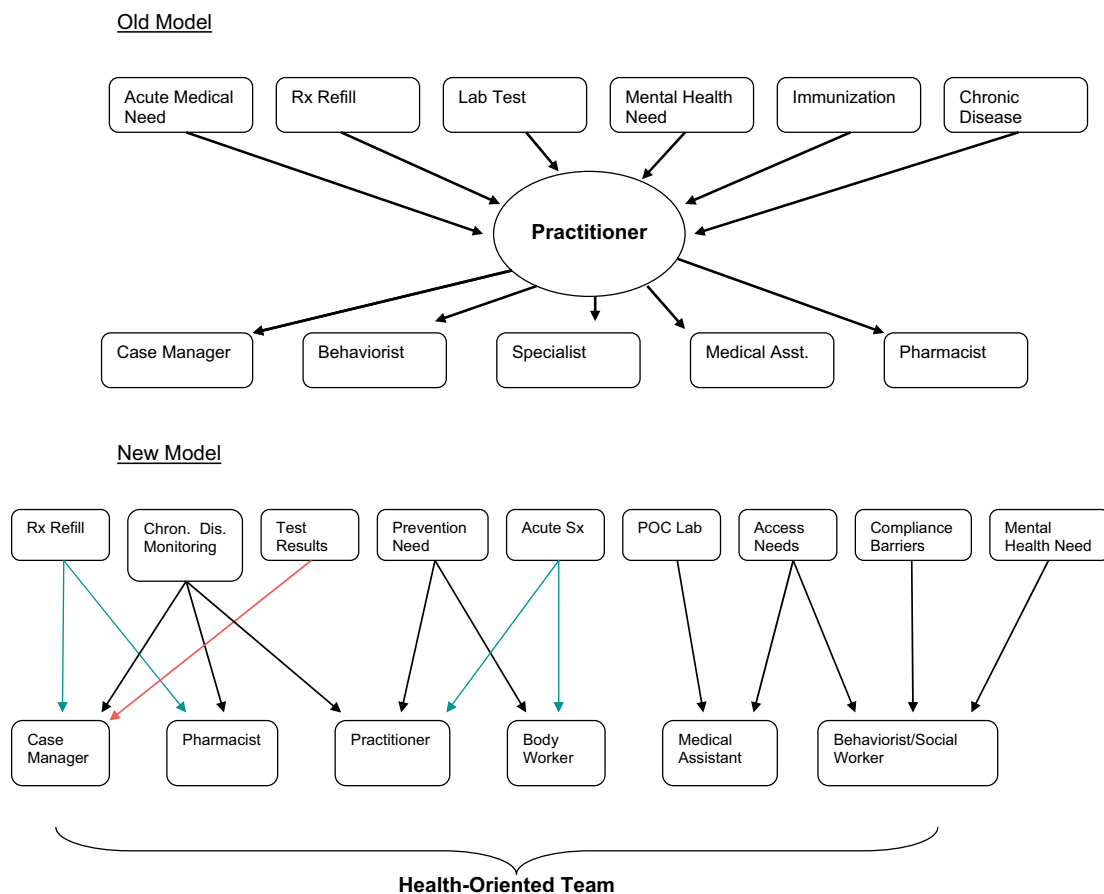 Old Model
Acute Medical
Need
Rx Refill
Lab Test
Mental Health
Need
Immunization
Chronic
Disease
Practitioner
Case Manager
Behaviorist
Specialist
Medical Asst.
Pharmacist
New Model
Rx Refill
Chron. Dis.
Monitoring
Test
Results
Prevention
Need
Acute Sx
POC Lab
Access
Needs
Compliance
Barriers
Mental
Health Need
Case
Manager
Pharmacist
Practitioner
Body
Worker
Medical
Assistant
Behaviorist/Social
Worker
Health-Oriented Team